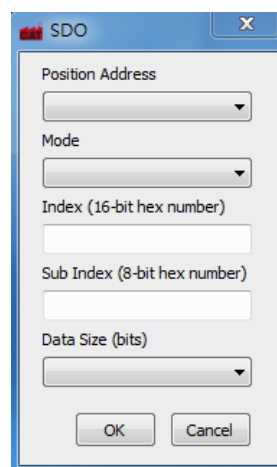 CAT SDO
X
Position Address
Mode
Index (16-bit hex number)
Sub Index (8-bit hex number)
Data Size (bits)
OK Cancel